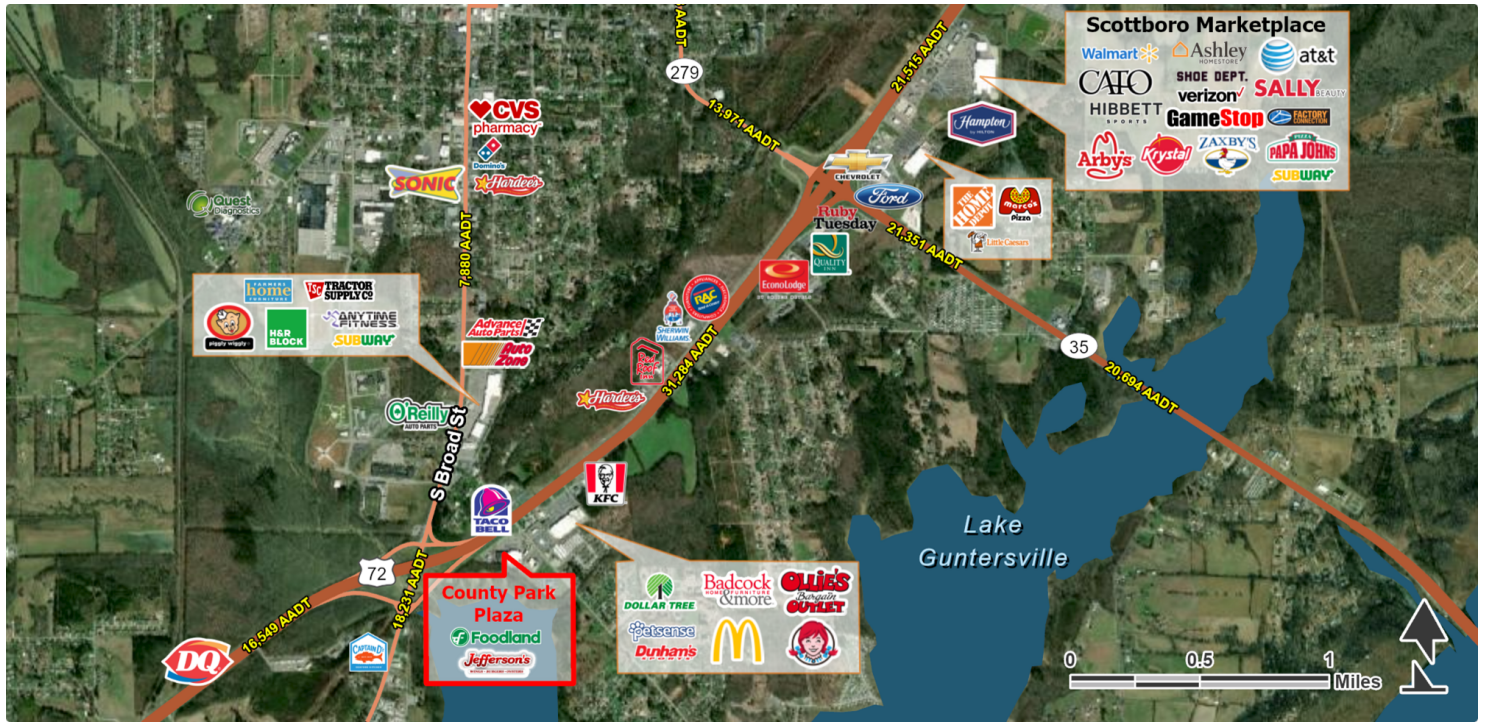 AADT
279
13,971 AADT
21,515 AADT
Scottboro Marketplace
Walmart
Ashley
HOMESTORE
at&t
CATO
SHOE DEPT.
verizon
SALLY
BEAUTY
HIBBETT
SPORTS
GameStop
FACTORY
CONNECTION
Arby's
Krystal
ZAXBY'S
PIZZA
PAPA JOHNS
SUBWAY
Hampton
by HILTON
CVS
pharmacy
Domino's
SONIC
Hardee's
Quest
Diagnostics
7,880 AADT
CHEVROLET
Ford
Ruby
Tuesday
QUALITY
INN
EconoLodge
21,351 AADT
THE
HOME
DEPOT
marco's
Pizza
Little Caesars
FARMERS
home
FURNITURE
TSC
TRACTOR
SUPPLY CO
piggly wiggly
H&R
BLOCK
ANYTIME
FITNESS
SUBWAY
Advance
Auto Parts
Auto
Zone
RAC
SHERWIN
WILLIAMS
Red
Roof
INN
31,284 AADT
Hardee's
35
20,694 AADT
O'Reilly
AUTO PARTS
S Broad St
KFC
TACO
BELL
72
16,549 AADT
18,231 AADT
DQ
CAPTAIN D'S
County Park
Plaza
Foodland
Jefferson's
DOLLAR TREE
Badcock
HOME FURNITURE
&more
OLLIE'S
Bargain
OUTLET
petsense
Dunham's
SPORTS
Lake
Guntersville
0
0.5
1
Miles